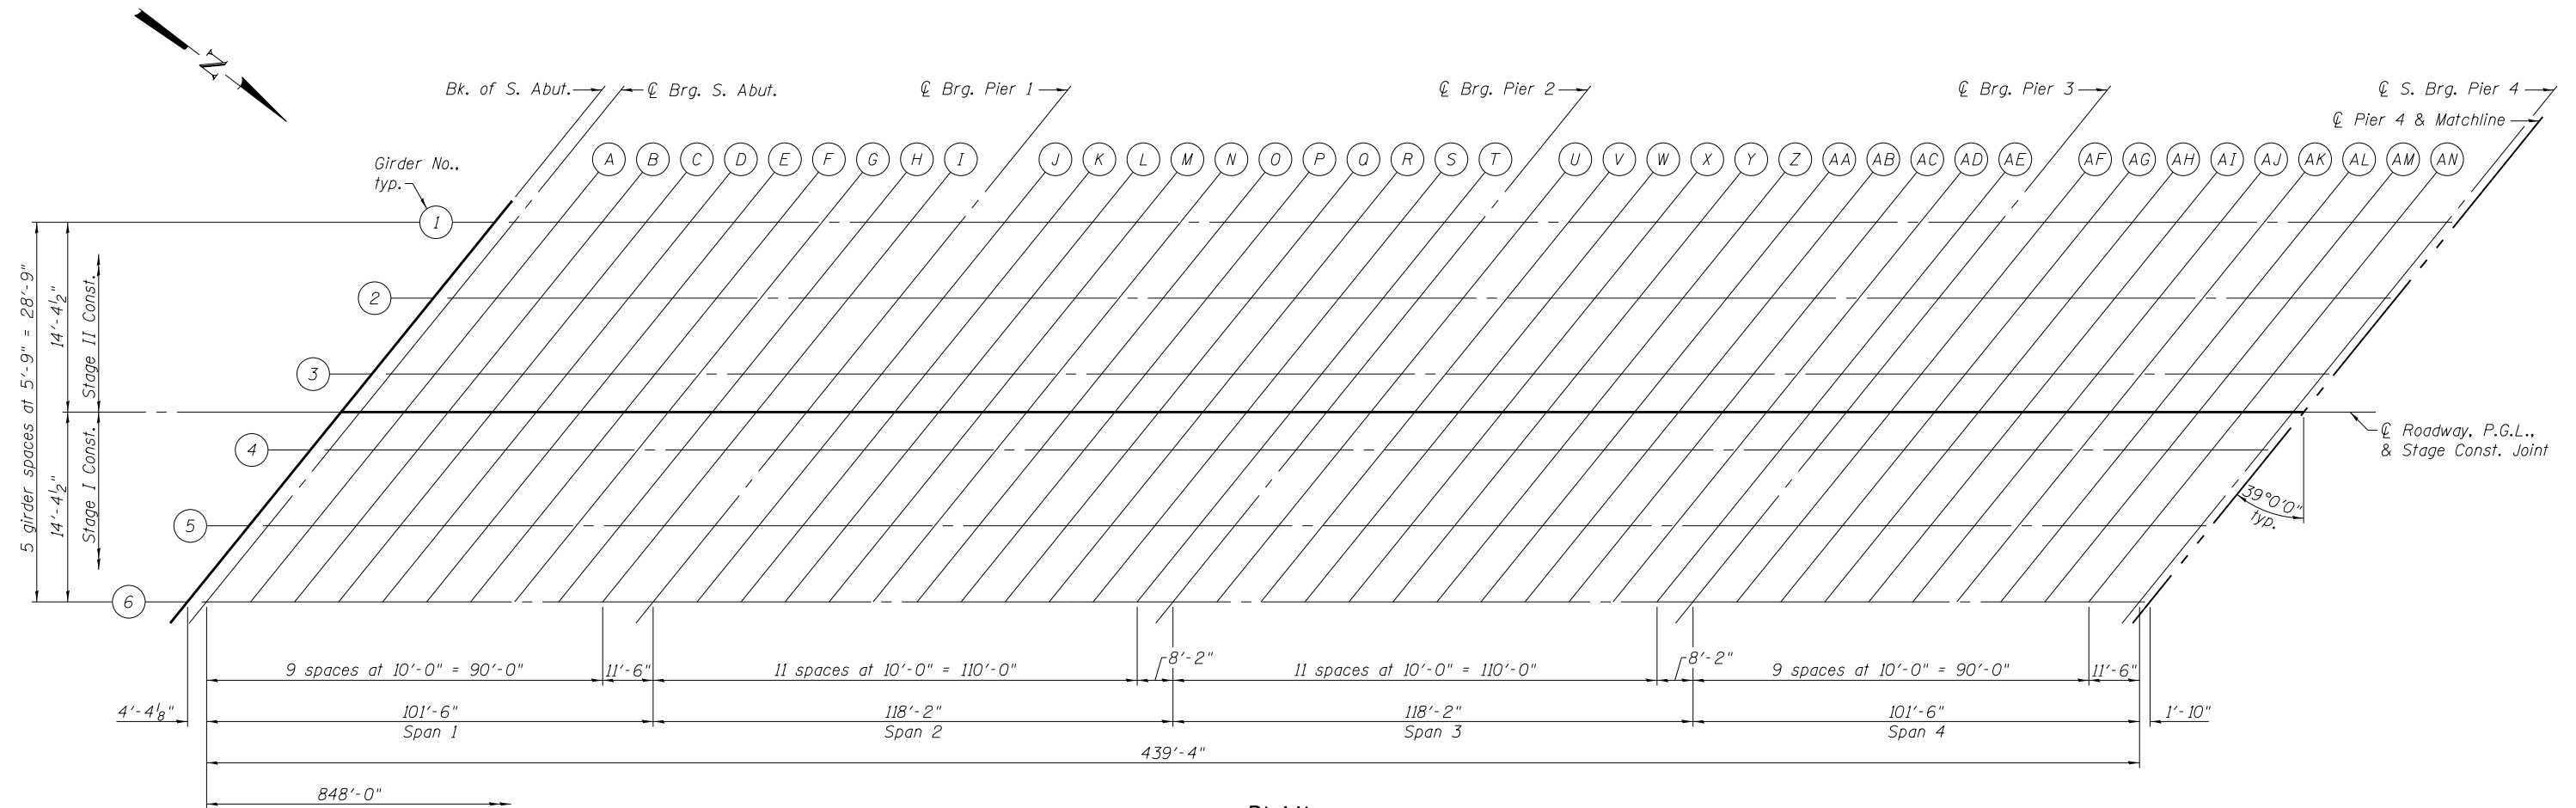 N
Bk. of S. Abut.
℄ Brg. S. Abut.
℄ Brg. Pier 1
℄ Brg. Pier 2
℄ Brg. Pier 3
℄ S. Brg. Pier 4
℄ Pier 4 & Matchline
Girder No.,
typ.
A B C D E F G H I J K L M N O P Q R S T U V W X Y Z AA AB AC AD AE AF AG AH AI AJ AK AL AM AN
1
2
3
4
5
6
5 girder spaces at 5'-9" = 28'-9"
14'-4½"
Stage II Const.
14'-4½"
Stage I Const.
℄ Roadway, P.G.L.,
& Stage Const. Joint
39°0'0"
typ.
9 spaces at 10'-0" = 90'-0"
11'-6"
11 spaces at 10'-0" = 110'-0"
8'-2"
11 spaces at 10'-0" = 110'-0"
8'-2"
9 spaces at 10'-0" = 90'-0"
11'-6"
4'-4⅛"
101'-6"
Span 1
118'-2"
Span 2
118'-2"
Span 3
101'-6"
Span 4
1'-10"
439'-4"
848'-0"